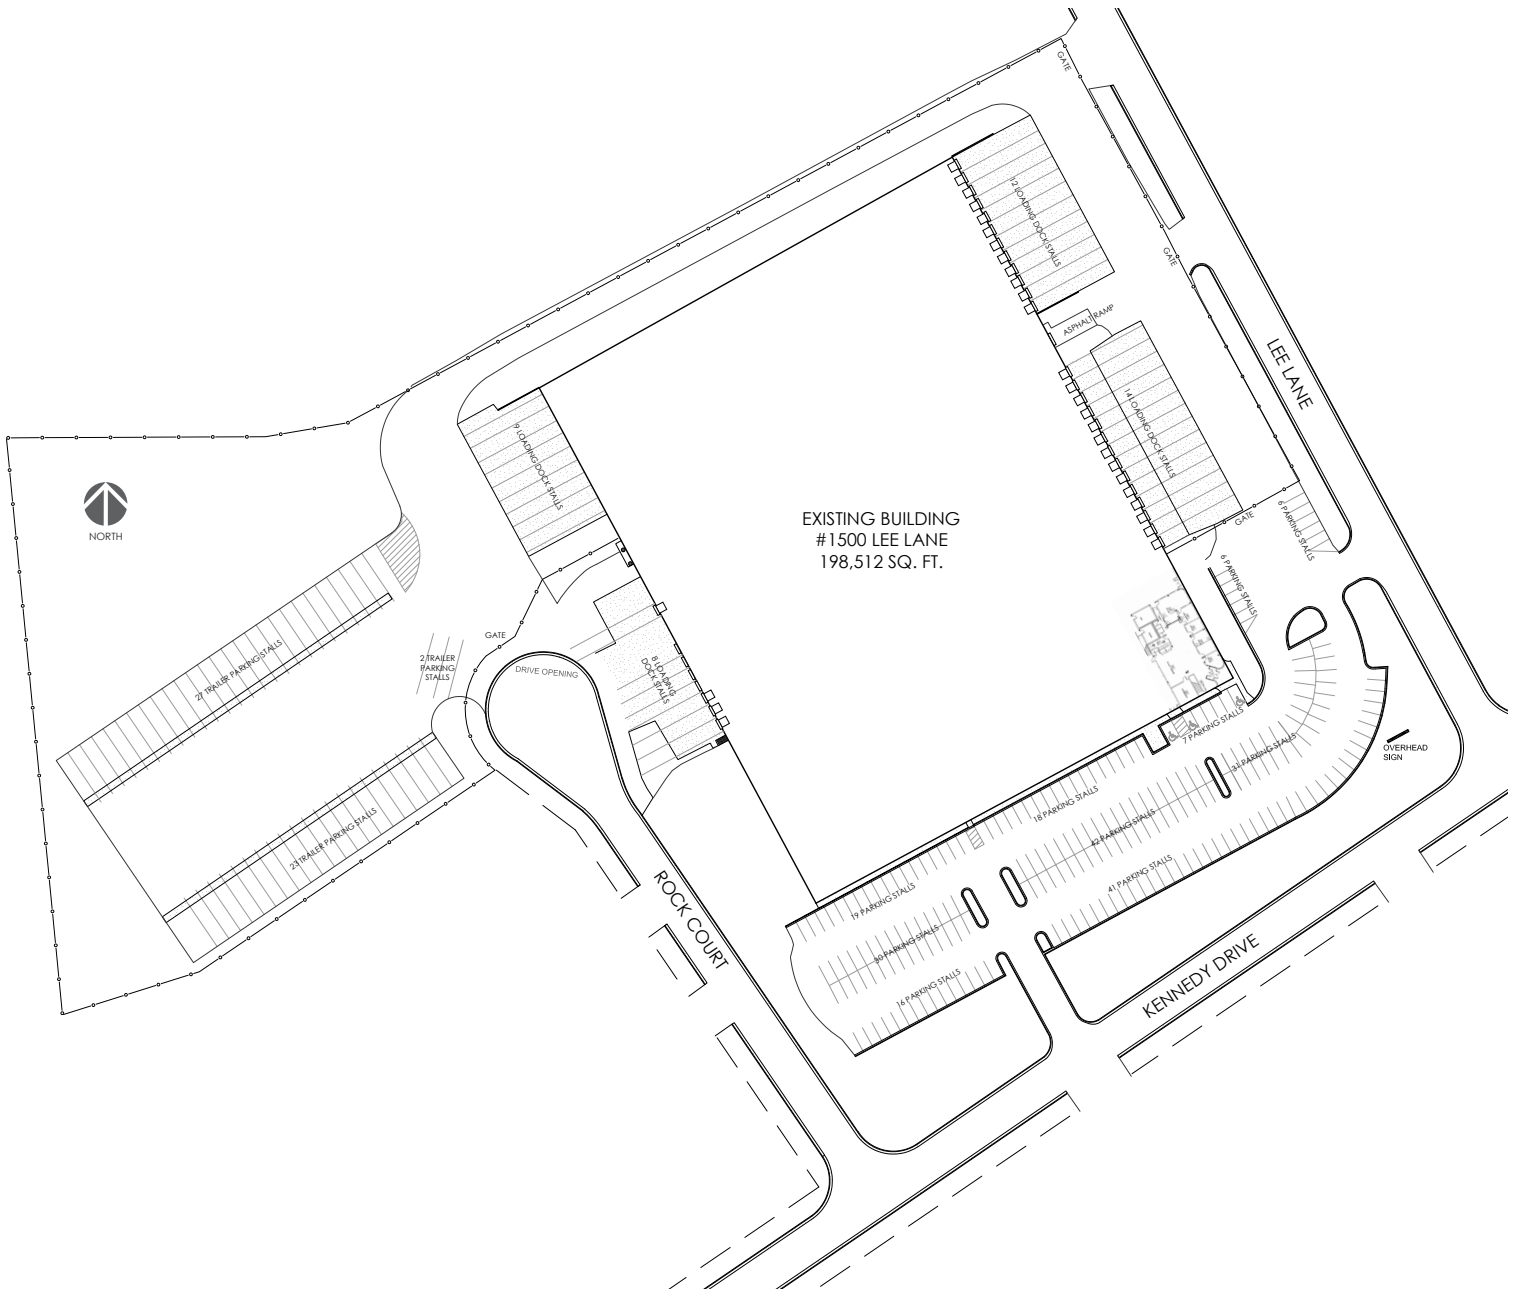 GATE
12 LOADING DOCK STALLS
GATE
ASPHALT RAMP
LEE LANE
14 LOADING DOCK STALLS
9 LOADING DOCK STALLS
NORTH
EXISTING BUILDING
#1500 LEE LANE
198,512 SQ. FT.
GATE
6 PARKING STALLS
6 PARKING STALLS
GATE
2 TRAILER
PARKING
STALLS
DRIVE OPENING
8 LOADING
DOCK STALLS
27 TRAILER PARKING STALLS
7 PARKING STALLS
31 PARKING STALLS
OVERHEAD
SIGN
18 PARKING STALLS
42 PARKING STALLS
23 TRAILER PARKING STALLS
41 PARKING STALLS
19 PARKING STALLS
ROCK COURT
30 PARKING STALLS
16 PARKING STALLS
KENNEDY DRIVE